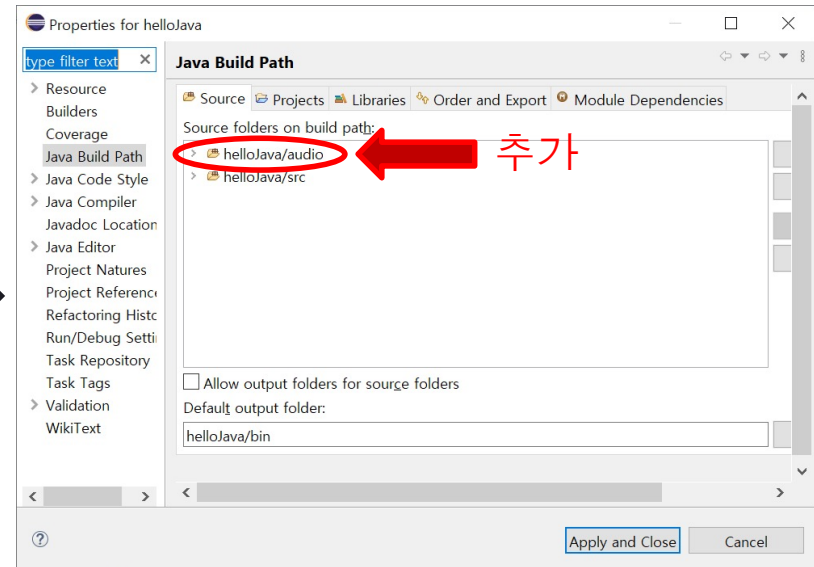 Properties for helloJava
type filter text
Resource
Builders
Coverage
Java Build Path
Java Code Style
Java Compiler
Javadoc Location
Java Editor
Project Natures
Project Reference
Refactoring Histo
Run/Debug Settin
Task Repository
Task Tags
Validation
WikiText
Java Build Path
Source Projects Libraries Order and Export Module Dependencies
Source folders on build path:
helloJava/audio
추가
helloJava/src
Allow output folders for source folders
Default output folder:
helloJava/bin
Apply and Close Cancel